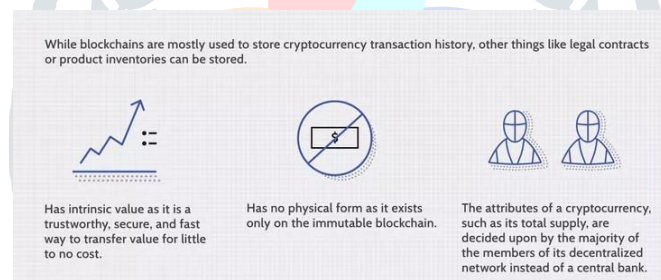 While blockchains are mostly used to store cryptocurrency transaction history, other things like legal contracts
or product inventories can be stored.
$
Has intrinsic value as it is a
trustworthy, secure, and fast
way to transfer value for little
to no cost.
Has no physical form as it exists
only on the immutable blockchain.
The attributes of a cryptocurrency,
such as its total supply, are
decided upon by the majority of
the members of its decentralized
network instead of a central bank.